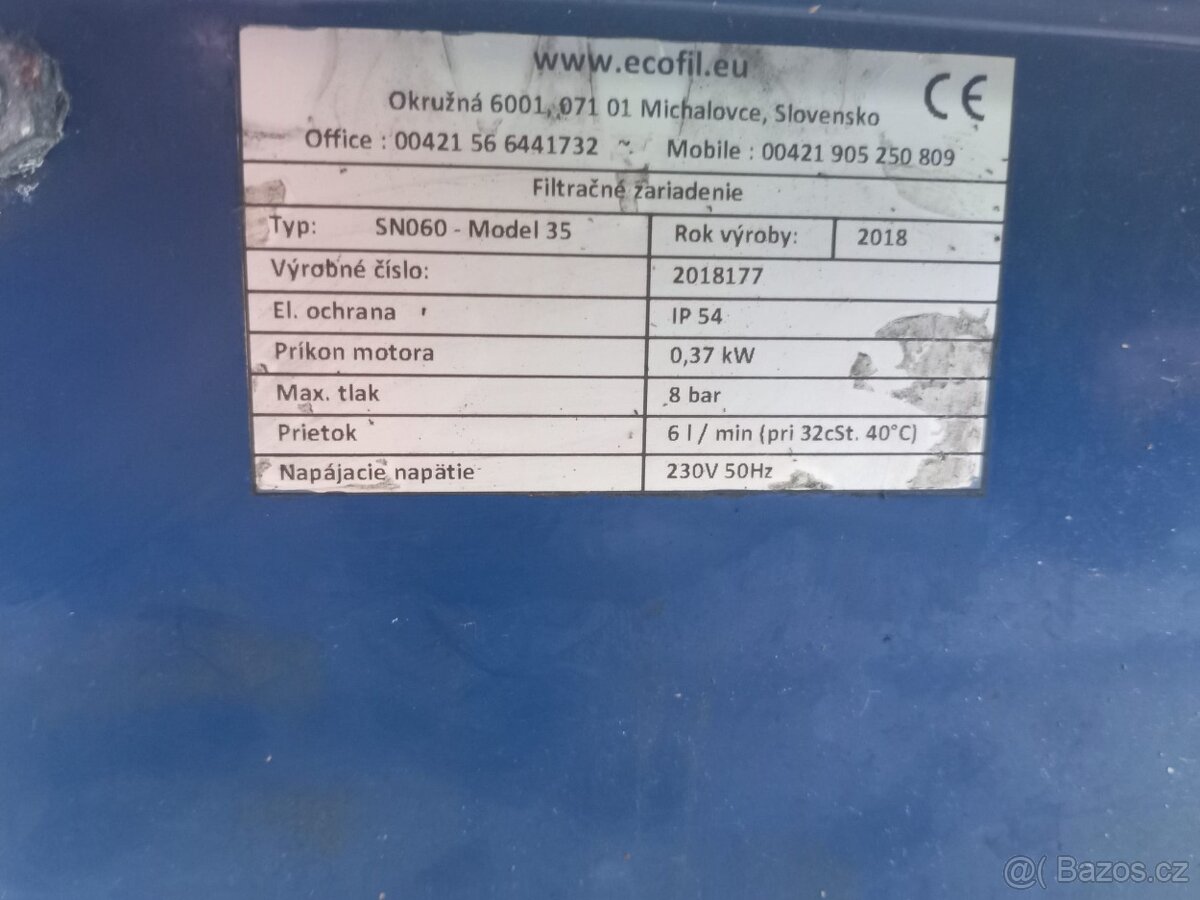 www.ecofil.eu
Okružná 6001, 071 01 Michalovce, Slovensko
CE
Office : 00421 56 6441732 ~ Mobile : 00421 905 250 809
Filtračné zariadenie
Typ: SN060 - Model 35 Rok výroby: 2018
Výrobné číslo: 2018177
El. ochrana IP 54
Príkon motora 0,37 kW
Max. tlak 8 bar
Prietok 6 l / min (pri 32cSt. 40°C)
Napájacie napätie 230V 50Hz
@( Bazos.cz